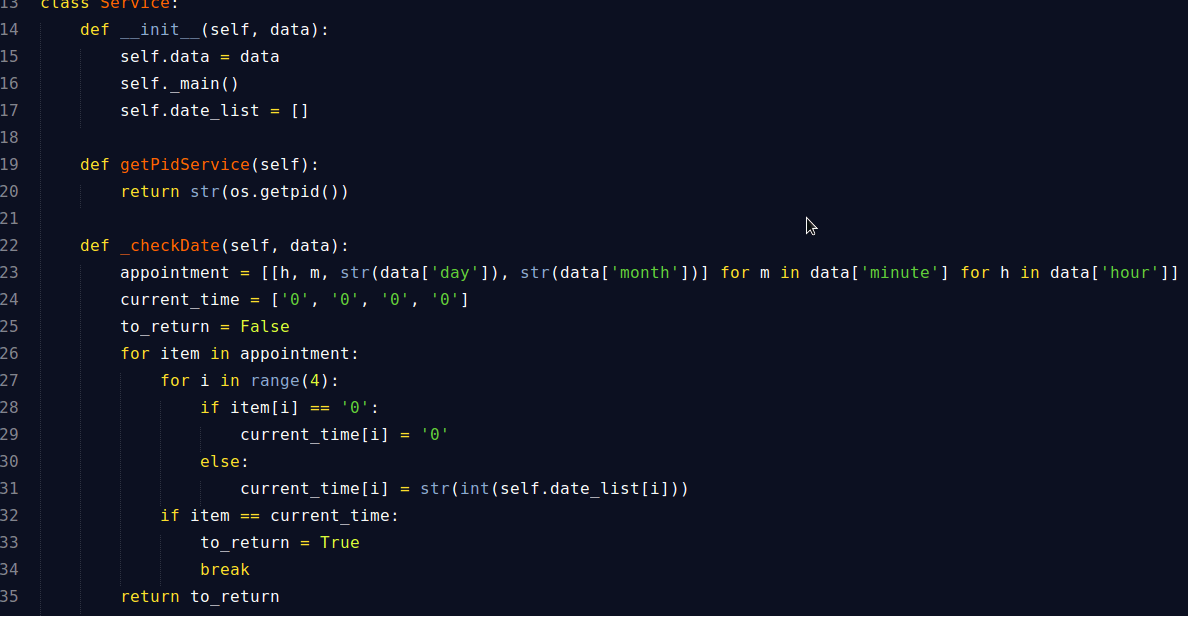 13 class Service:
14     def __init__(self, data):
15         self.data = data
16         self._main()
17         self.date_list = []
18
19     def getPidService(self):
20         return str(os.getpid())
21
22     def _checkDate(self, data):
23         appointment = [[h, m, str(data['day']), str(data['month'])] for m in data['minute'] for h in data['hour']]
24         current_time = ['0', '0', '0', '0']
25         to_return = False
26         for item in appointment:
27             for i in range(4):
28                 if item[i] == '0':
29                     current_time[i] = '0'
30                 else:
31                     current_time[i] = str(int(self.date_list[i]))
32             if item == current_time:
33                 to_return = True
34                 break
35         return to_return